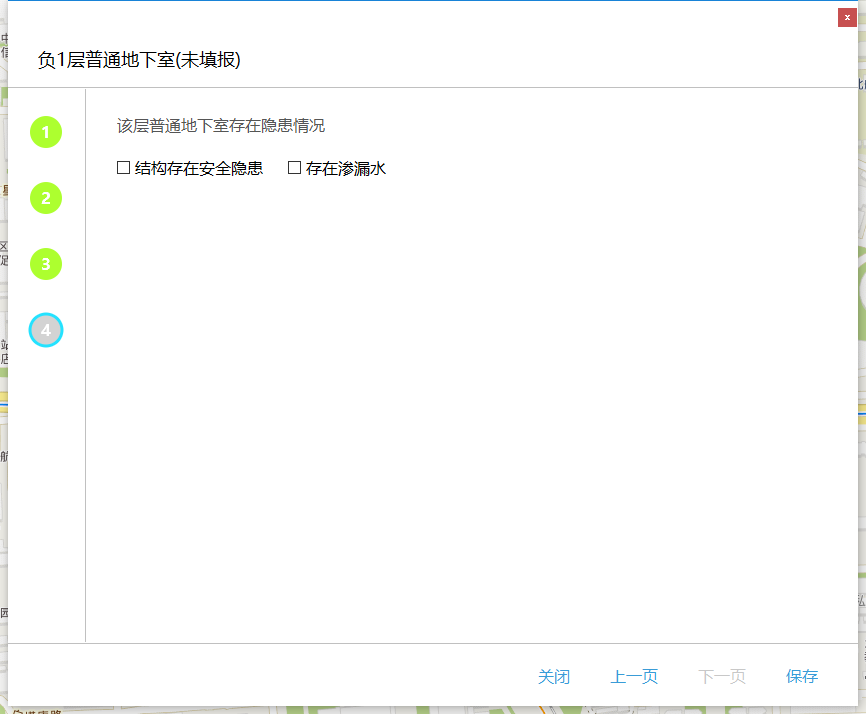 x
负1层普通地下室(未填报)
1
该层普通地下室存在隐患情况
结构存在安全隐患 存在渗漏水
2
3
4
关闭 上一页 下一页 保存